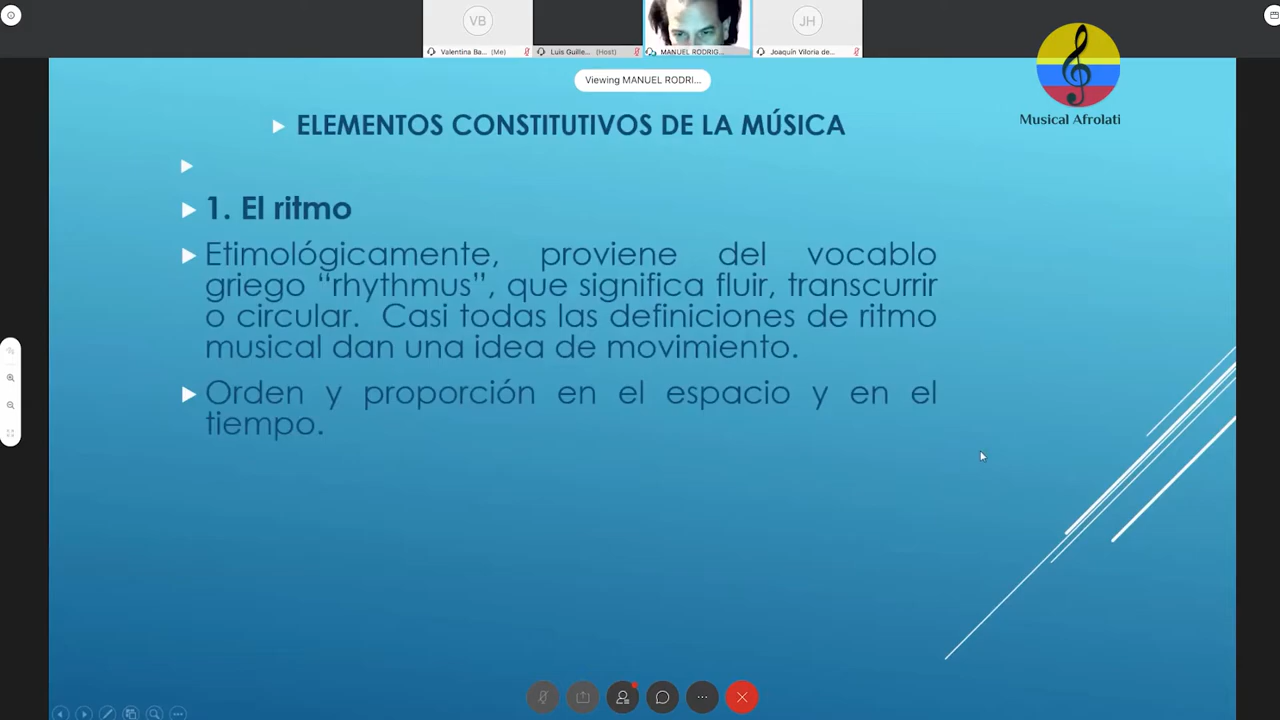 VB
JH
Valentina Ba... (Me)
Luis Guille... (Host)
MANUEL RODRIG...
Joaquín Viloria de...
Viewing MANUEL RODRI...
Musical Afrolati
ELEMENTOS CONSTITUTIVOS DE LA MÚSICA
1. El ritmo
Etimológicamente, proviene del vocablo
griego “rhythmus”, que significa fluir, transcurrir
o circular. Casi todas las definiciones de ritmo
musical dan una idea de movimiento.
Orden y proporción en el espacio y en el
tiempo.